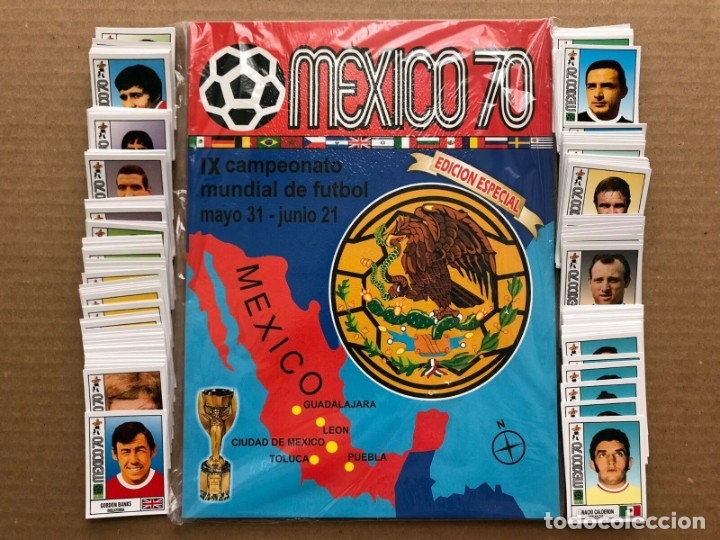 MEXICO 70
IX campeonato
mundial de futbol
mayo 31 - junio 21
EDICION ESPECIAL
MEXICO
GUADALAJARA
LEON
CIUDAD DE MEXICO
TOLUCA
PUEBLA
N
GORDON BANKS
NACHO CALDERON
todocoleccion